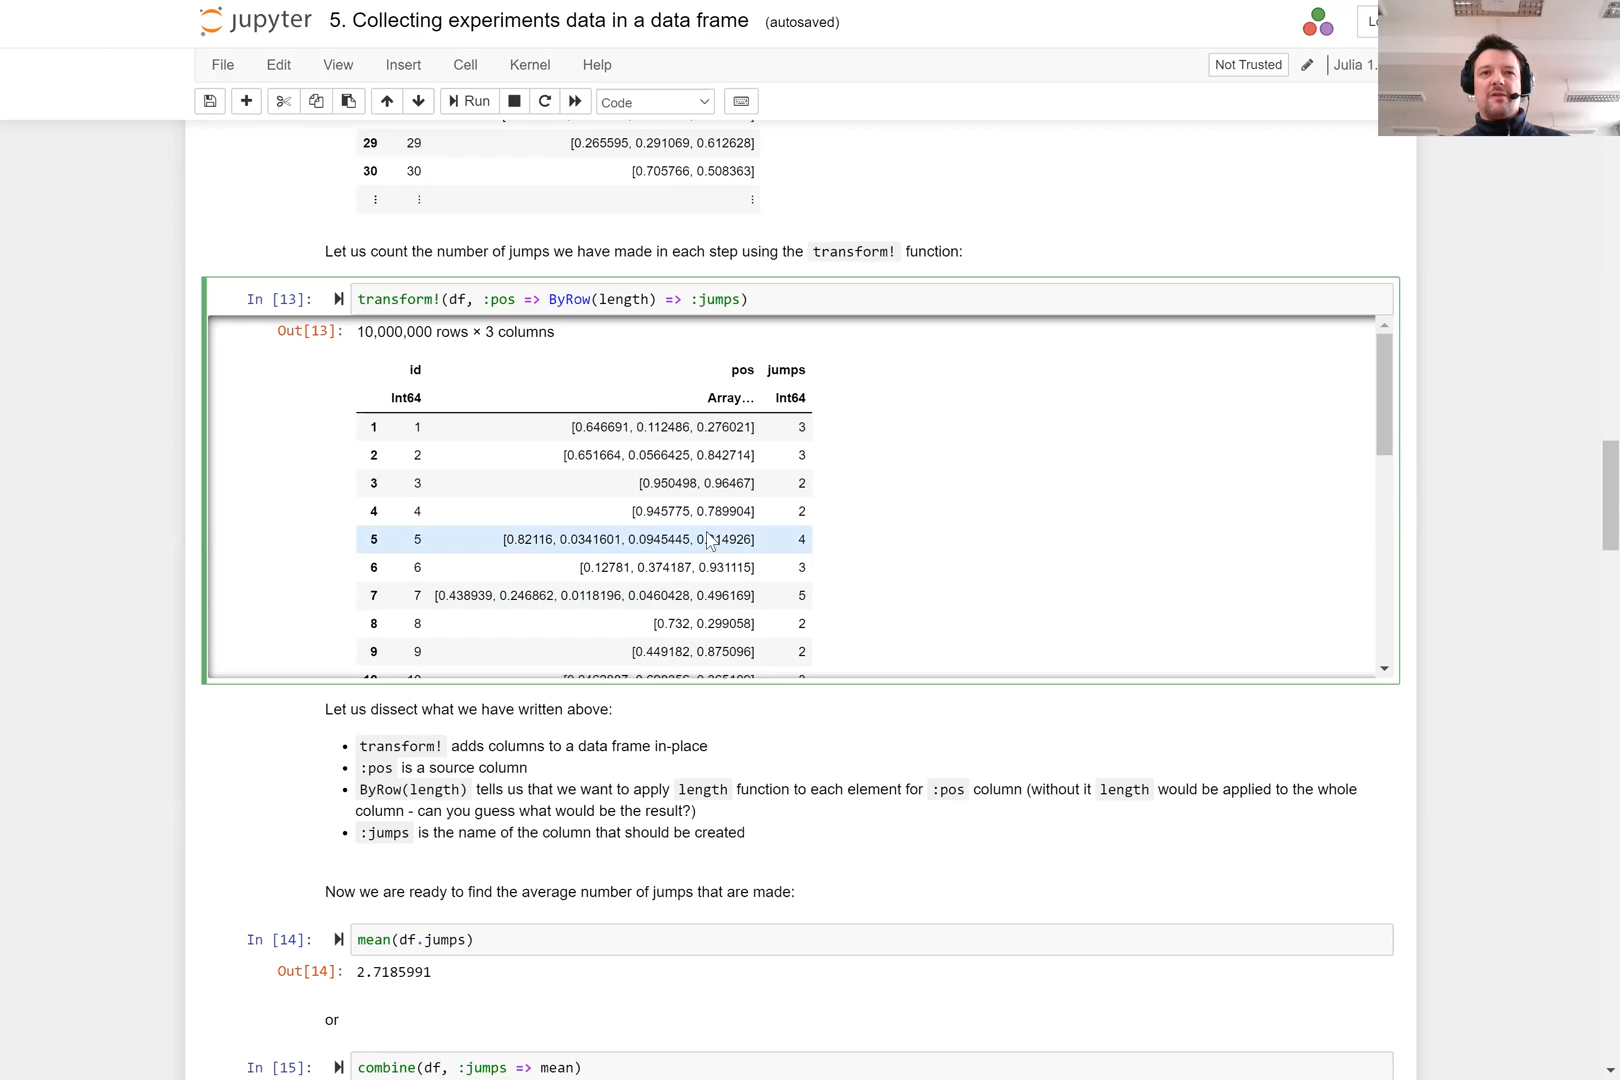 jupyter 5. Collecting experiments data in a data frame (autosaved)
File Edit View Insert Cell Kernel Help Not Trusted Julia 1.
Run Code
29 29 [0.265595, 0.291069, 0.612628]
30 30 [0.705766, 0.508363]
⋮ ⋮ ⋮
Let us count the number of jumps we have made in each step using the transform! function:
In [13]: transform!(df, :pos => ByRow(length) => :jumps)
Out[13]: 10,000,000 rows × 3 columns
id pos jumps
Int64 Array… Int64
1 1 [0.646691, 0.112486, 0.276021] 3
2 2 [0.651664, 0.0566425, 0.842714] 3
3 3 [0.950498, 0.96467] 2
4 4 [0.945775, 0.789904] 2
5 5 [0.82116, 0.0341601, 0.0945445, 4
6 6 [0.12781, 0.374187, 0.931115] 3
7 7 [0.438939, 0.246862, 0.0118196, 0.0460428, 0.496169] 5
8 8 [0.732, 0.299058] 2
9 9 [0.449182, 0.875096] 2
Let us dissect what we have written above:
• transform! adds columns to a data frame in-place
• :pos is a source column
• ByRow(length) tells us that we want to apply length function to each element for :pos column (without it length would be applied to the whole
column - can you guess what would be the result?)
• :jumps is the name of the column that should be created
Now we are ready to find the average number of jumps that are made:
In [14]: mean(df.jumps)
Out[14]: 2.7185991
or
In [15]: combine(df, :jumps => mean)